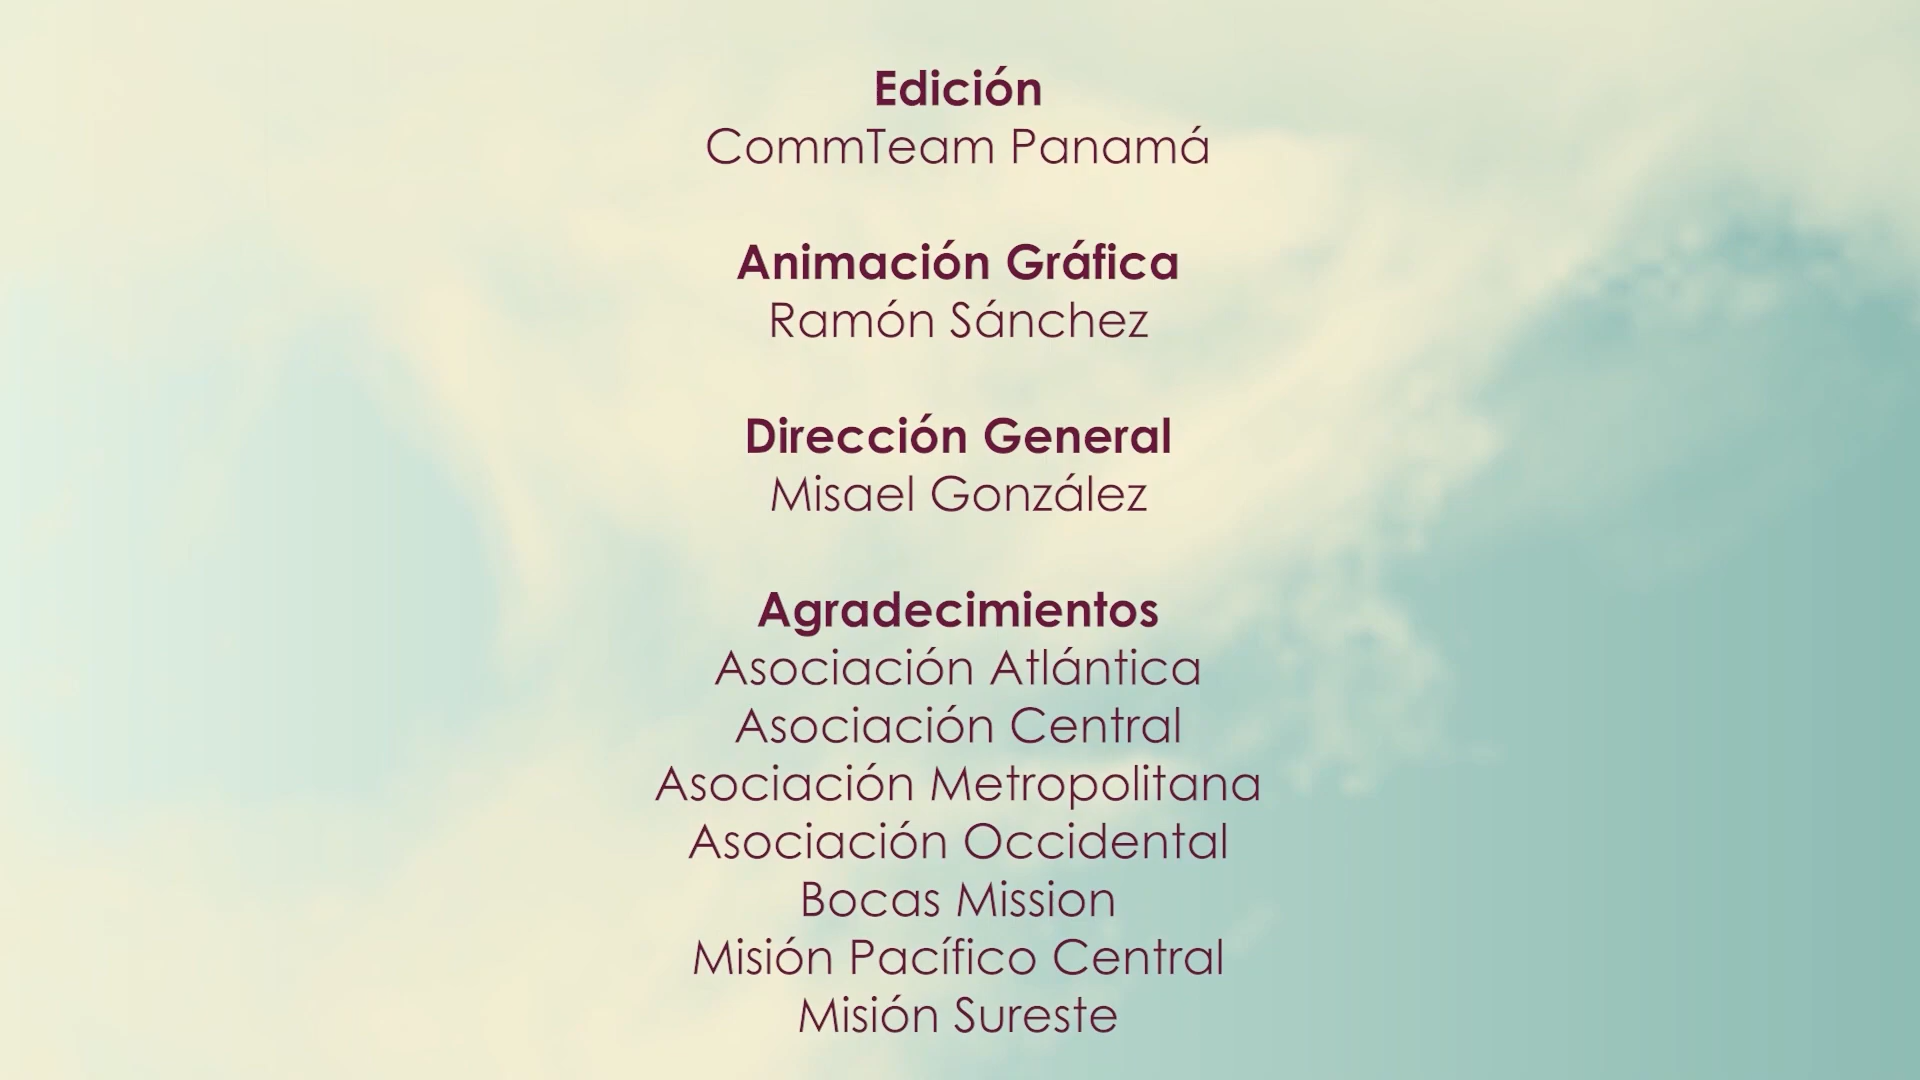 Edición
CommTeam Panamá
Animación Gráfica
Ramón Sánchez
Dirección General
Misael González
Agradecimientos
Asociación Atlántica
Asociación Central
Asociación Metropolitana
Asociación Occidental
Bocas Mission
Misión Pacífico Central
Misión Sureste